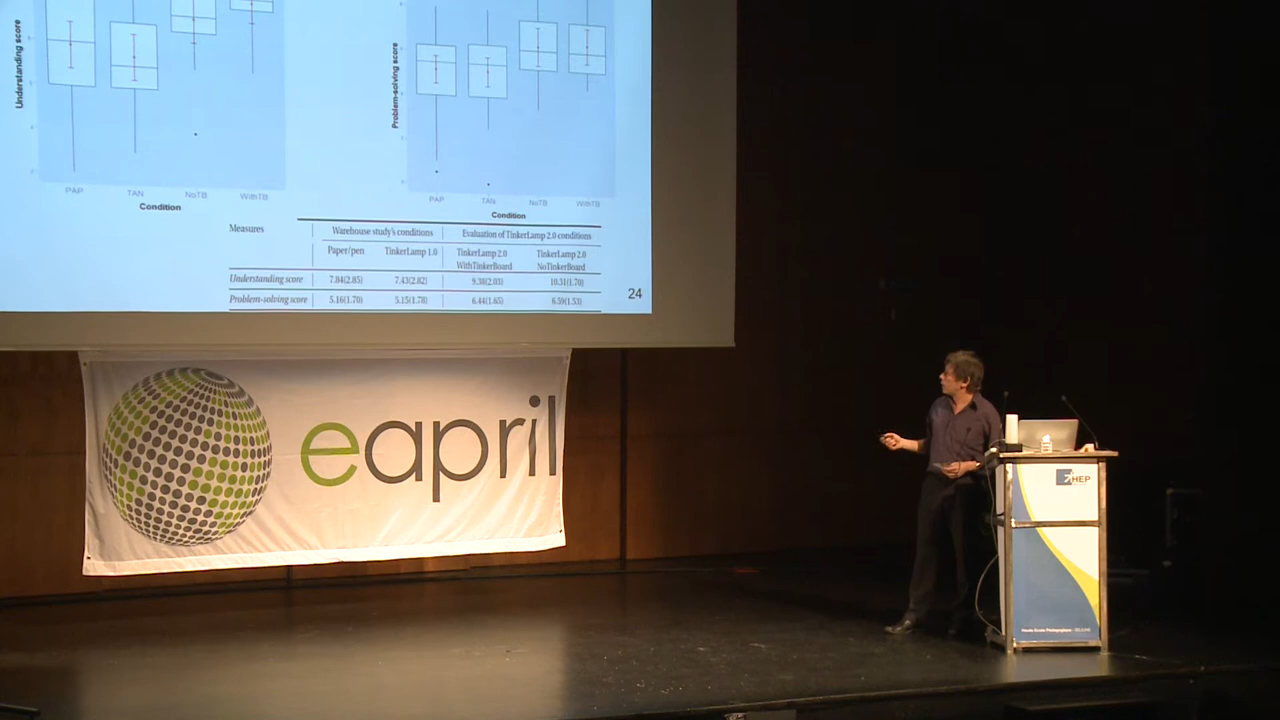 Understanding score
PAP TAN NoTB WithTB
Condition
Problem-solving score
PAP TAN NoTB WithTB
Condition
Measures Warehouse study's conditions Evaluation of TinkerLamp 2.0 conditions
Paper/pen TinkerLamp 1.0 TinkerLamp 2.0 TinkerLamp 2.0
WithTinkerBoard NoTinkerBoard
Understanding score 7.84(2.85) 7.43(2.82) 9.38(2.03) 10.31(1.70)
Problem-solving score 5.16(1.70) 5.15(1.78) 6.44(1.65) 6.59(1.53)
24
eapril
HEP
Haute Ecole Pédagogique